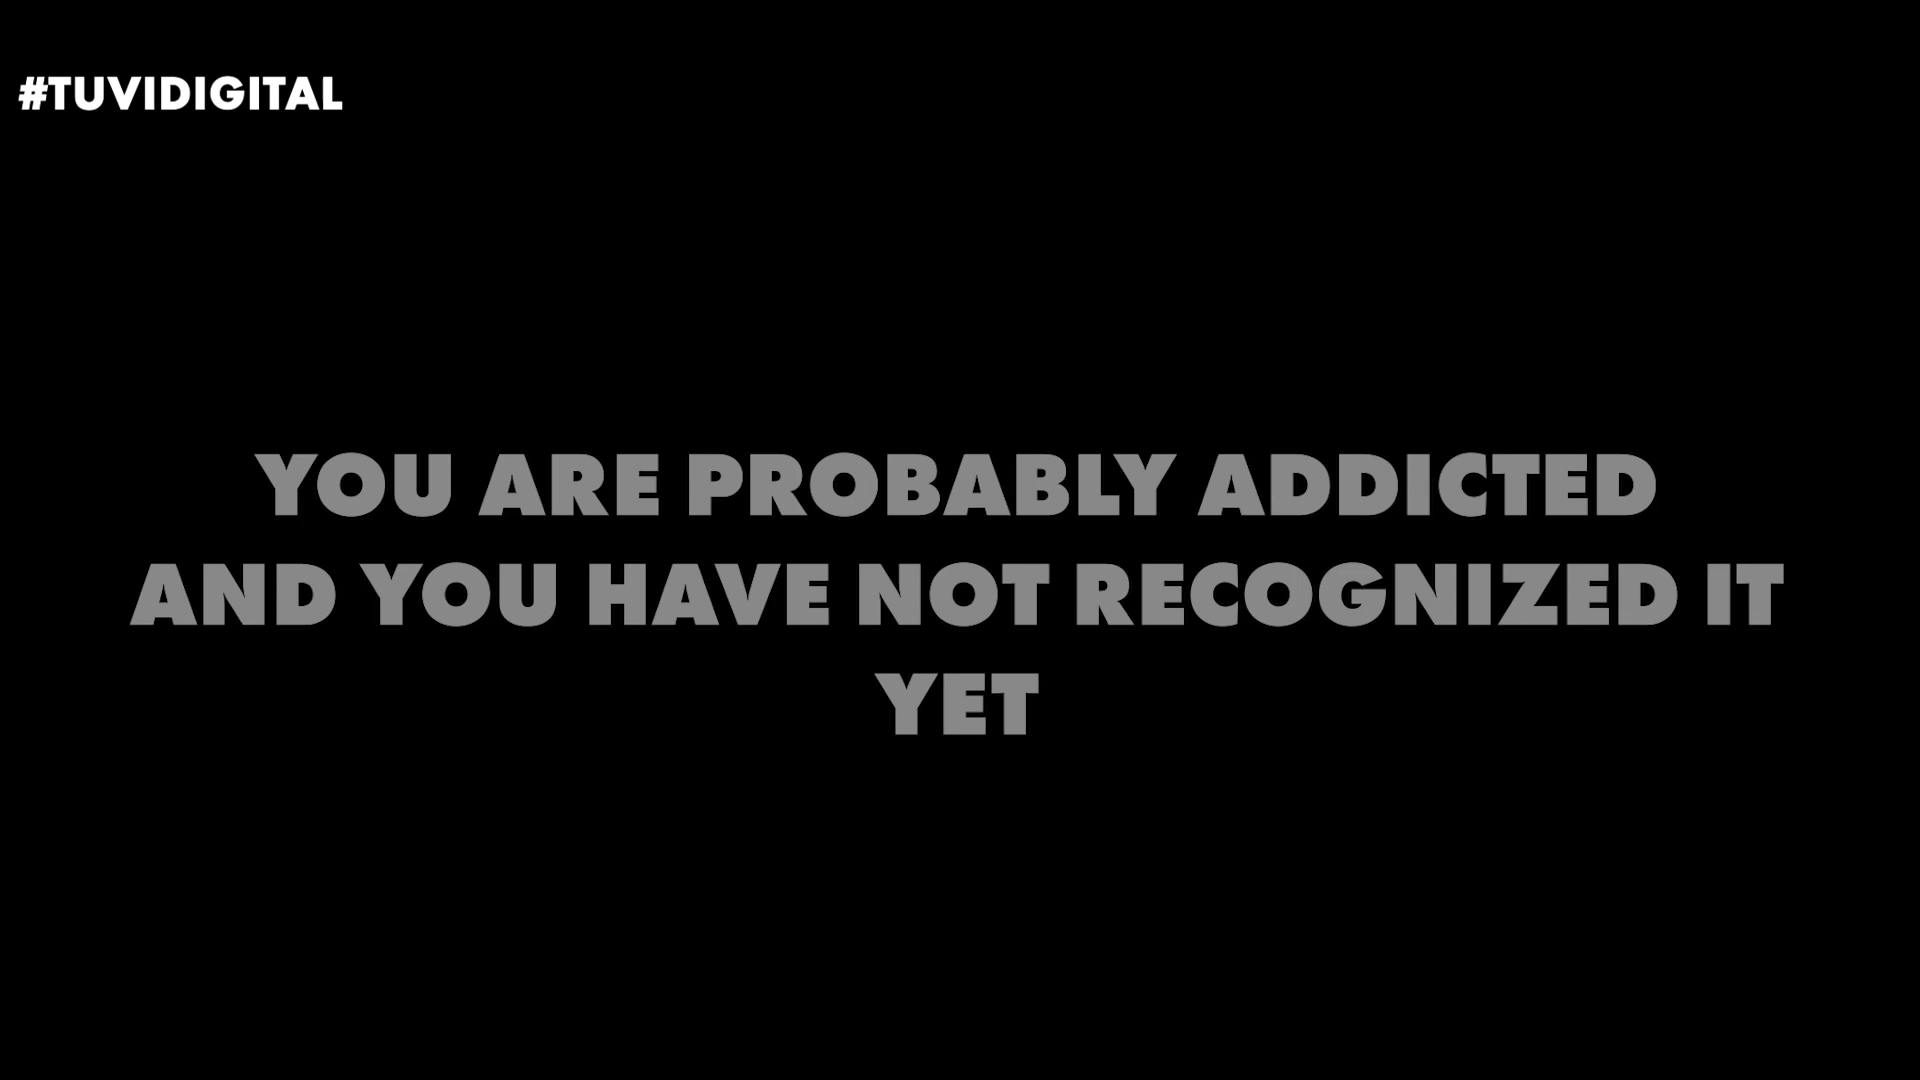 #TUVIDIGITAL
YOU ARE PROBABLY ADDICTED
AND YOU HAVE NOT RECOGNIZED IT
YET